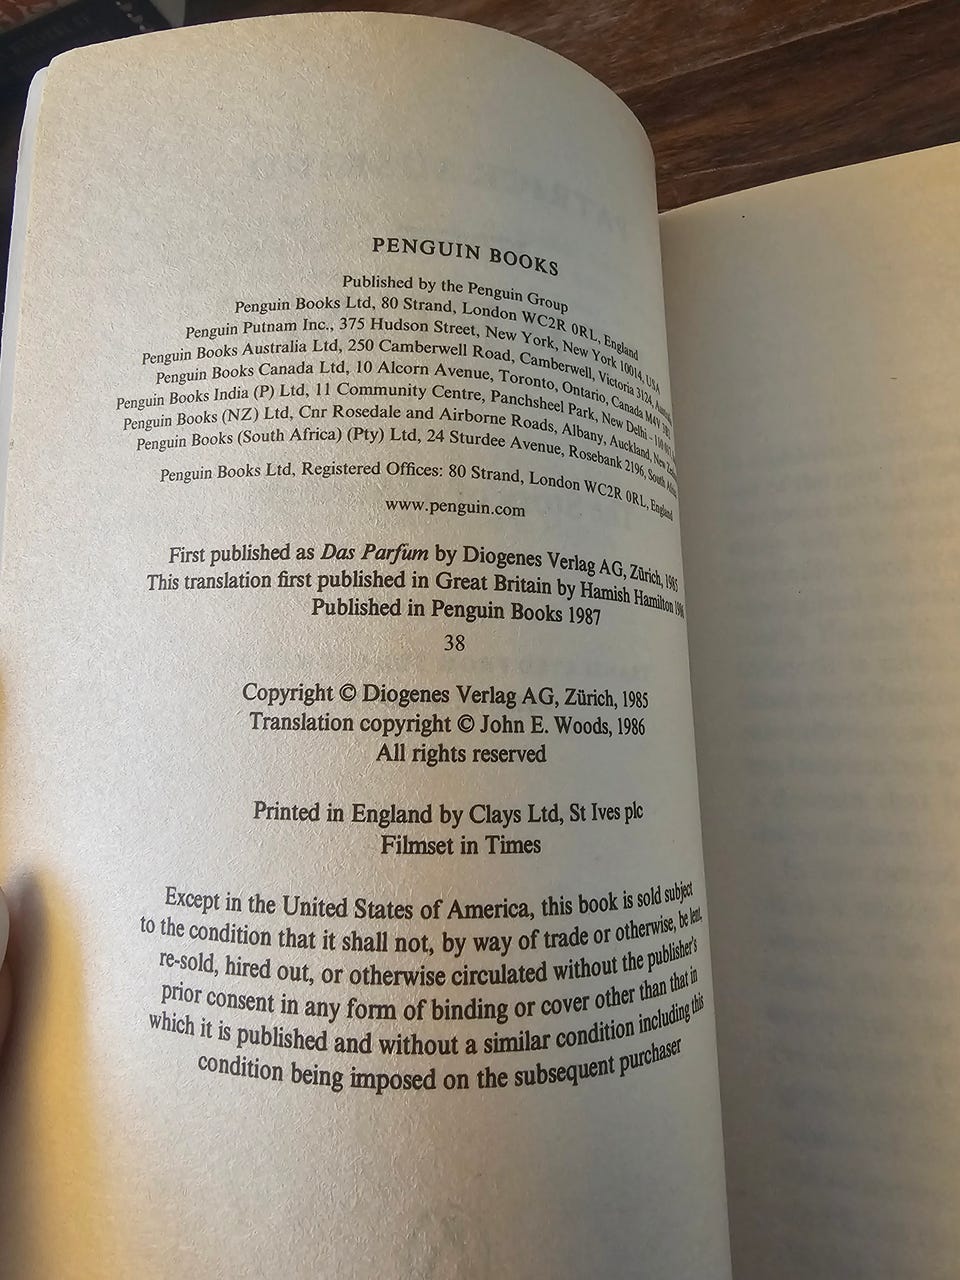 PENGUIN BOOKS
Published by the Penguin Group
Penguin Books Ltd, 80 Strand, London WC2R 0RL, England
Penguin Putnam Inc., 375 Hudson Street, New York, New York 10014, USA
Penguin Books Australia Ltd, 250 Camberwell Road, Camberwell, Victoria 3124,
Penguin Books Canada Ltd, 10 Alcorn Avenue, Toronto, Ontario, Canada M4V
Penguin Books India (P) Ltd, 11 Community Centre, Panchsheel Park, New Delhi -
Penguin Books (NZ) Ltd, Cnr Rosedale and Airborne Roads, Albany, Auckland, New
Penguin Books (South Africa) (Pty) Ltd, 24 Sturdee Avenue, Rosebank 2196, South
Penguin Books Ltd, Registered Offices: 80 Strand, London WC2R 0RL, England
www.penguin.com
First published as Das Parfum by Diogenes Verlag AG, Zürich, 1985
This translation first published in Great Britain by Hamish Hamilton
Published in Penguin Books 1987
38
Copyright © Diogenes Verlag AG, Zürich, 1985
Translation copyright © John E. Woods, 1986
All rights reserved
Printed in England by Clays Ltd, St Ives plc
Filmset in Times
Except in the United States of America, this book is sold subject
to the condition that it shall not, by way of trade or otherwise, be lent,
re-sold, hired out, or otherwise circulated without the publisher's
prior consent in any form of binding or cover other than that in
which it is published and without a similar condition including this
condition being imposed on the subsequent purchaser